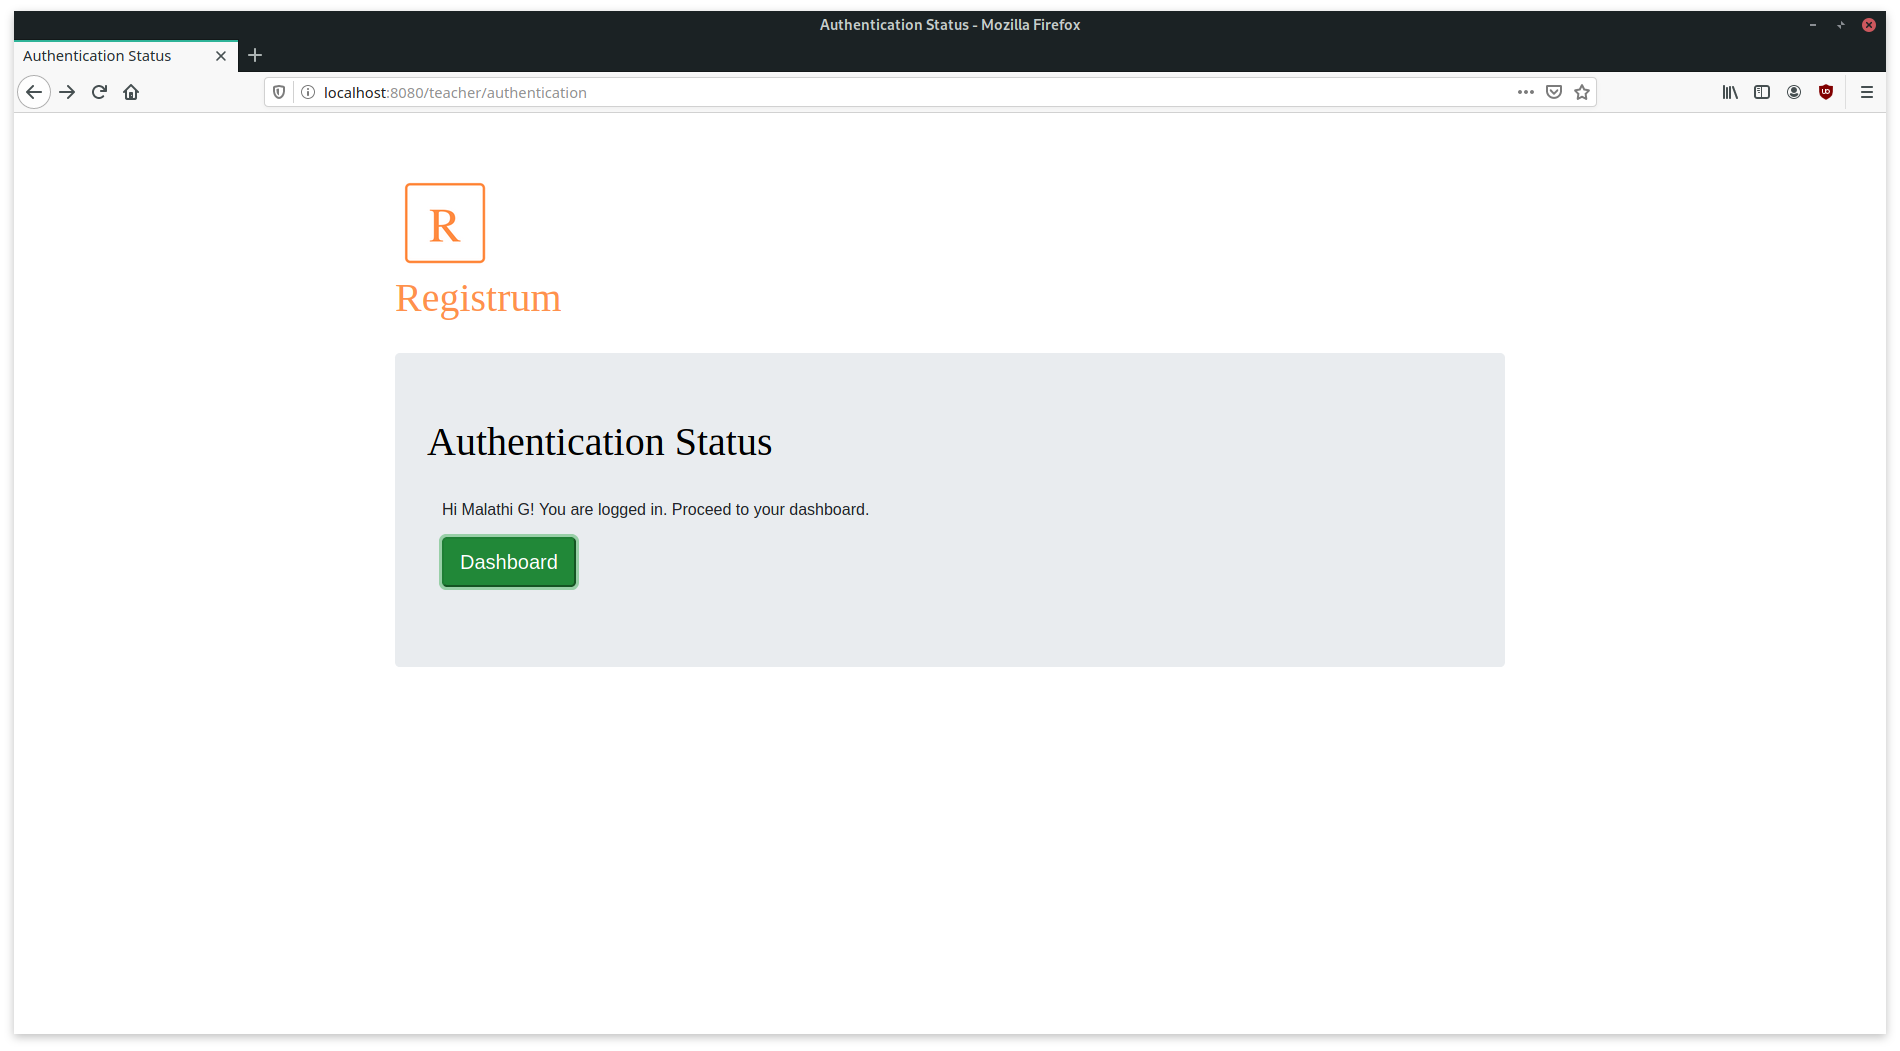 Authentication Status - Mozilla Firefox
Authentication Status
localhost:8080/teacher/authentication
R
Registrum
Authentication Status
Hi Malathi G! You are logged in. Proceed to your dashboard.
Dashboard